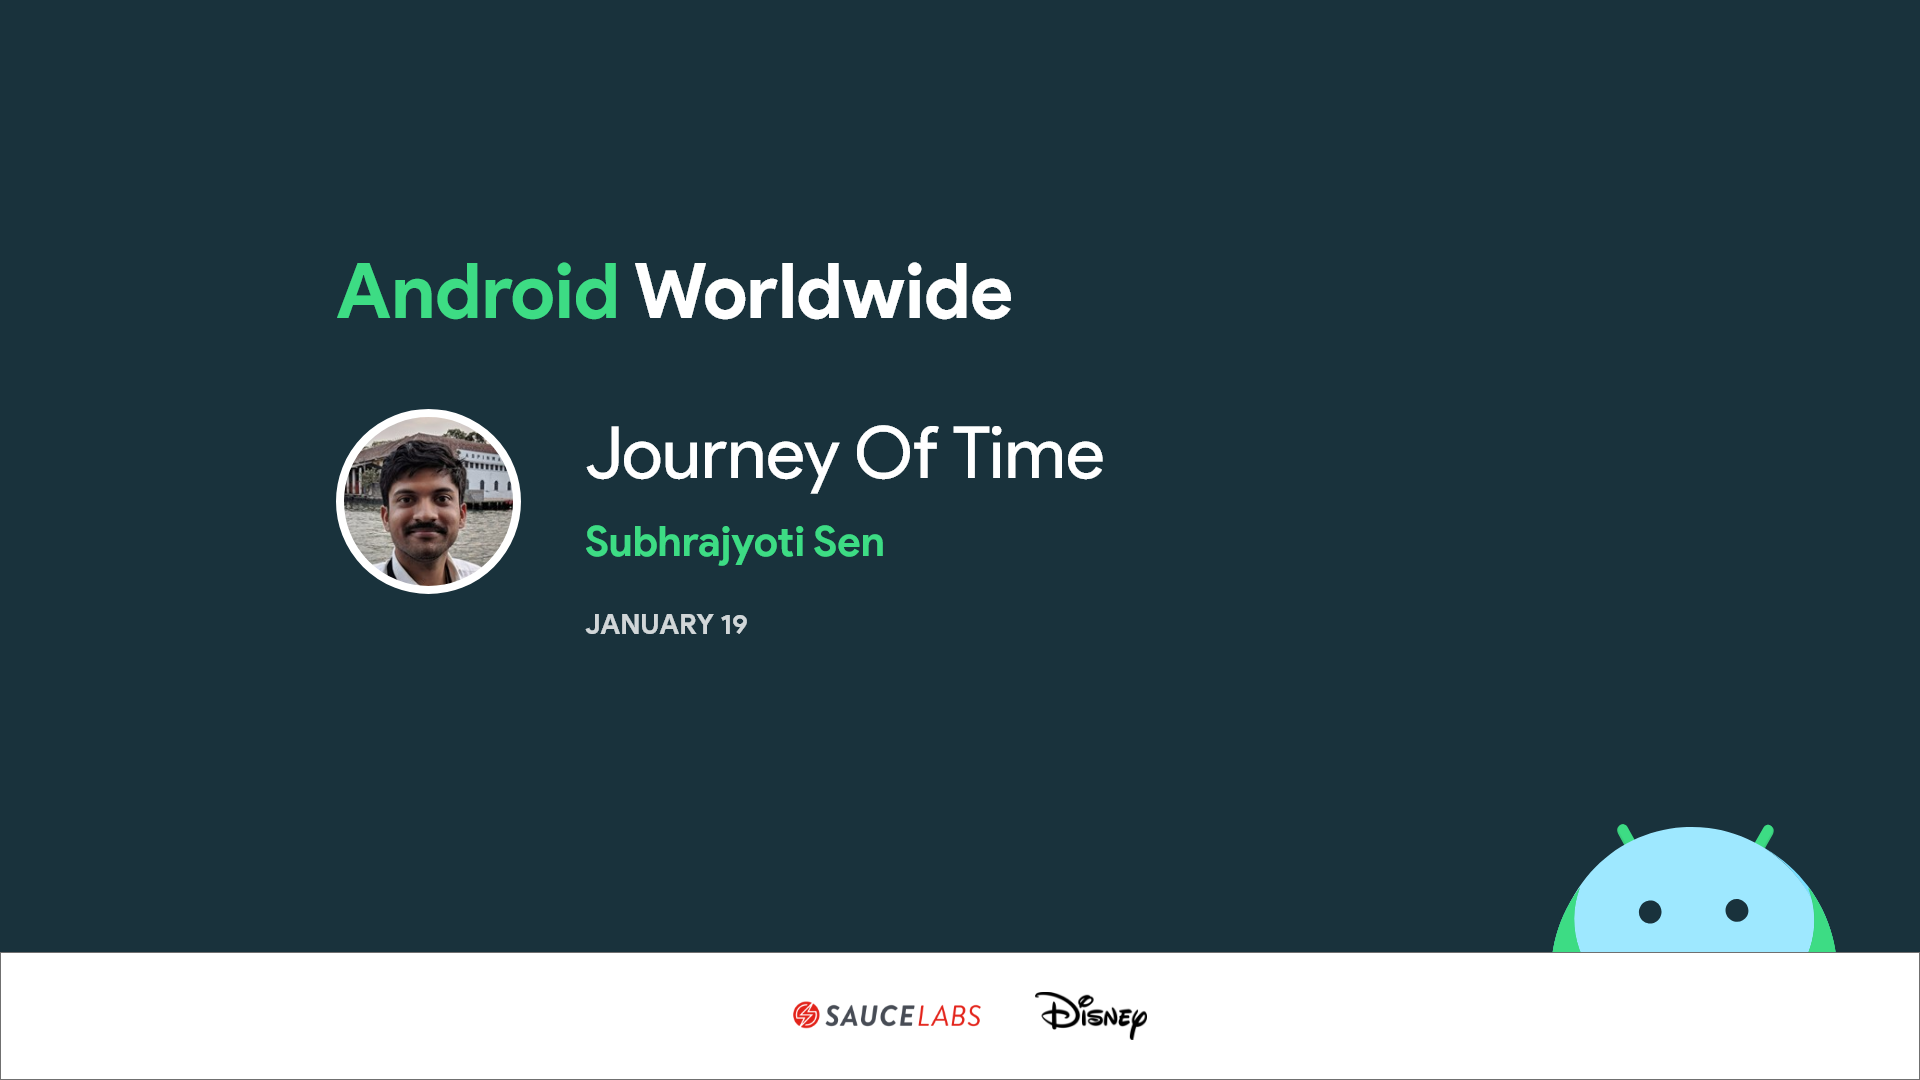 Android Worldwide
Journey Of Time
Subhrajyoti Sen
JANUARY 19
SAUCELABS
Disney